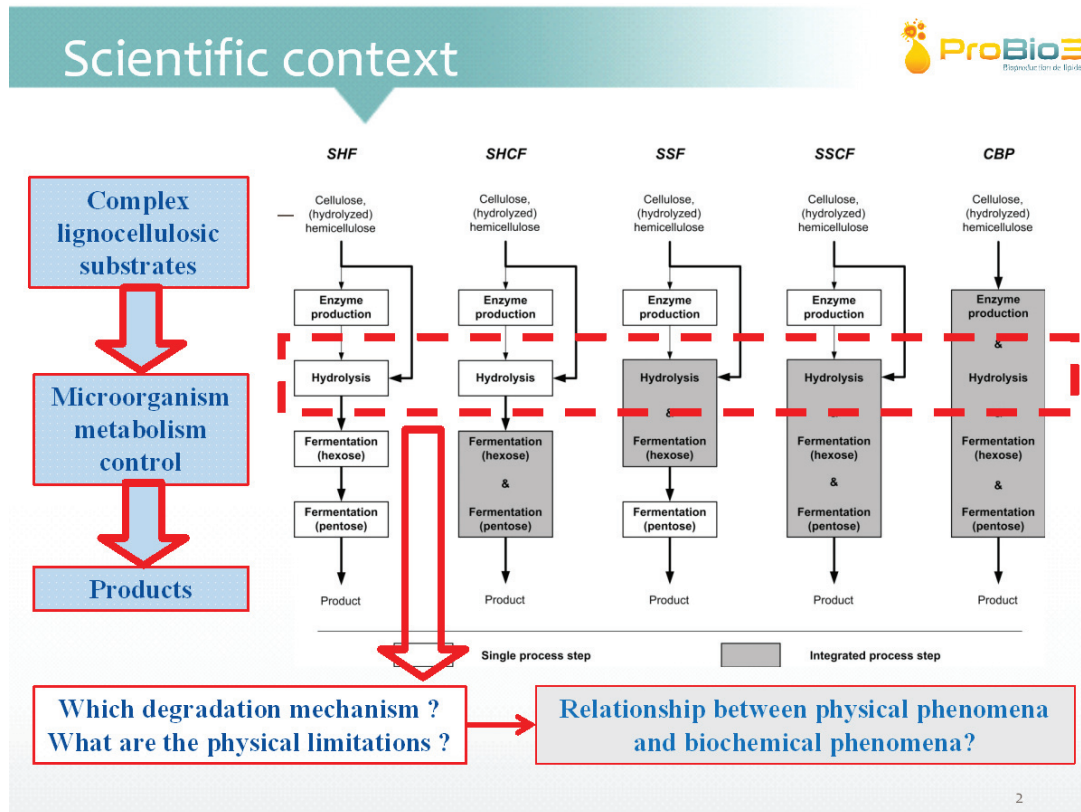 Scientific context
ProBio3
Bioproduction de lipides
SHF
SHCF
SSF
SSCF
CBP
Cellulose,
(hydrolyzed)
hemicellulose
Cellulose,
(hydrolyzed)
hemicellulose
Cellulose,
(hydrolyzed)
hemicellulose
Cellulose,
(hydrolyzed)
hemicellulose
Cellulose,
(hydrolyzed)
hemicellulose
Complex
lignocellulosic
substrates
Microorganism
metabolism
control
Products
Enzyme
production
Hydrolysis
Fermentation
(hexose)
Fermentation
(pentose)
Product
Enzyme
production
Hydrolysis
Fermentation
(hexose)
&
Fermentation
(pentose)
Product
Enzyme
production
Hydrolysis
&
Fermentation
(hexose)
Fermentation
(pentose)
Product
Enzyme
production
Hydrolysis
&
Fermentation
(hexose)
&
Fermentation
(pentose)
Product
Enzyme
production
&
Hydrolysis
&
Fermentation
(hexose)
&
Fermentation
(pentose)
Product
Single process step
Integrated process step
Which degradation mechanism ?
What are the physical limitations ?
Relationship between physical phenomena
and biochemical phenomena?
2